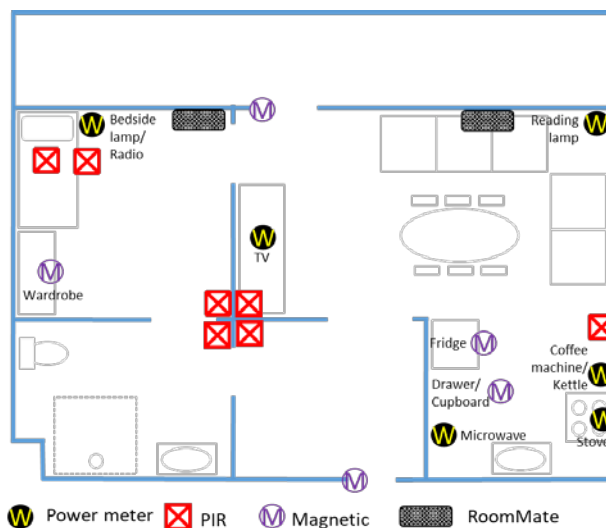 W
Bedside
lamp/
Radio
M
Reading
lamp
W
W
TV
M
Wardrobe
Fridge
M
Coffee
machine/
Kettle
W
Drawer/
Cupboard
M
W
Stove
W
Microwave
M
W
Power meter
PIR
M
Magnetic
RoomMate